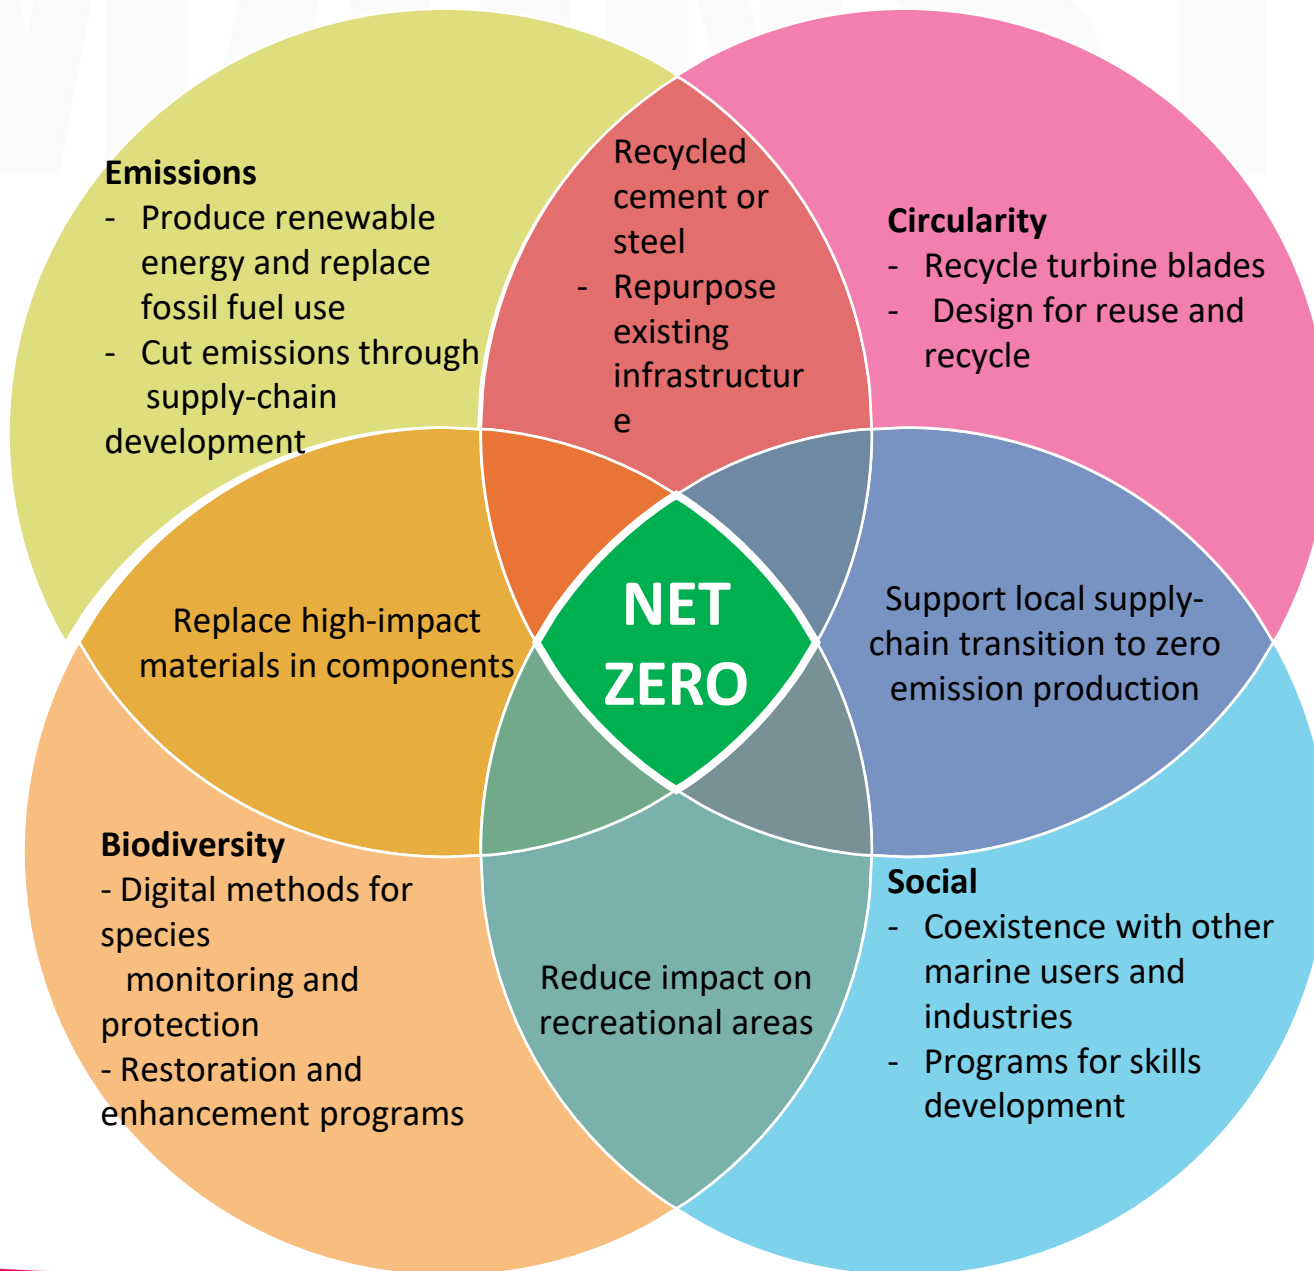 Emissions
- Produce renewable
energy and replace
fossil fuel use
- Cut emissions through
supply-chain
development
Recycled
cement or
steel
- Repurpose
existing
infrastructur
e
Circularity
- Recycle turbine blades
- Design for reuse and
recycle
Replace high-impact
materials in components
NET
ZERO
Support local supply-
chain transition to zero
emission production
Biodiversity
- Digital methods for
species
monitoring and
protection
- Restoration and
enhancement programs
Reduce impact on
recreational areas
Social
- Coexistence with other
marine users and
industries
- Programs for skills
development